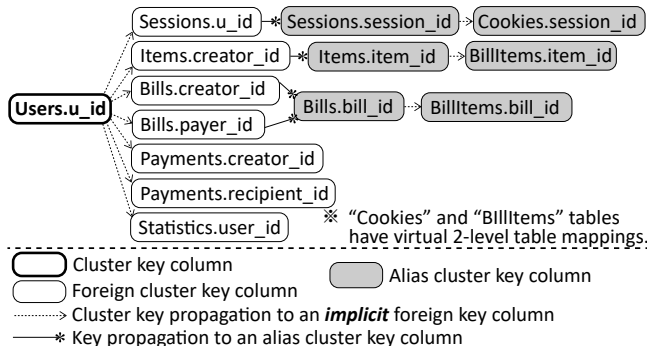 Sessions.u_id Sessions.session_id Cookies.session_id
Items.creator_id Items.item_id BillItems.item_id
Bills.creator_id
Users.u_id Bills.bill_id BillItems.bill_id
Bills.payer_id
Payments.creator_id
Payments.recipient_id
Statistics.user_id
※ “Cookies” and “BIllItems” tables
have virtual 2-level table mappings.
Cluster key column
Alias cluster key column
Foreign cluster key column
Cluster key propagation to an implicit foreign key column
Key propagation to an alias cluster key column